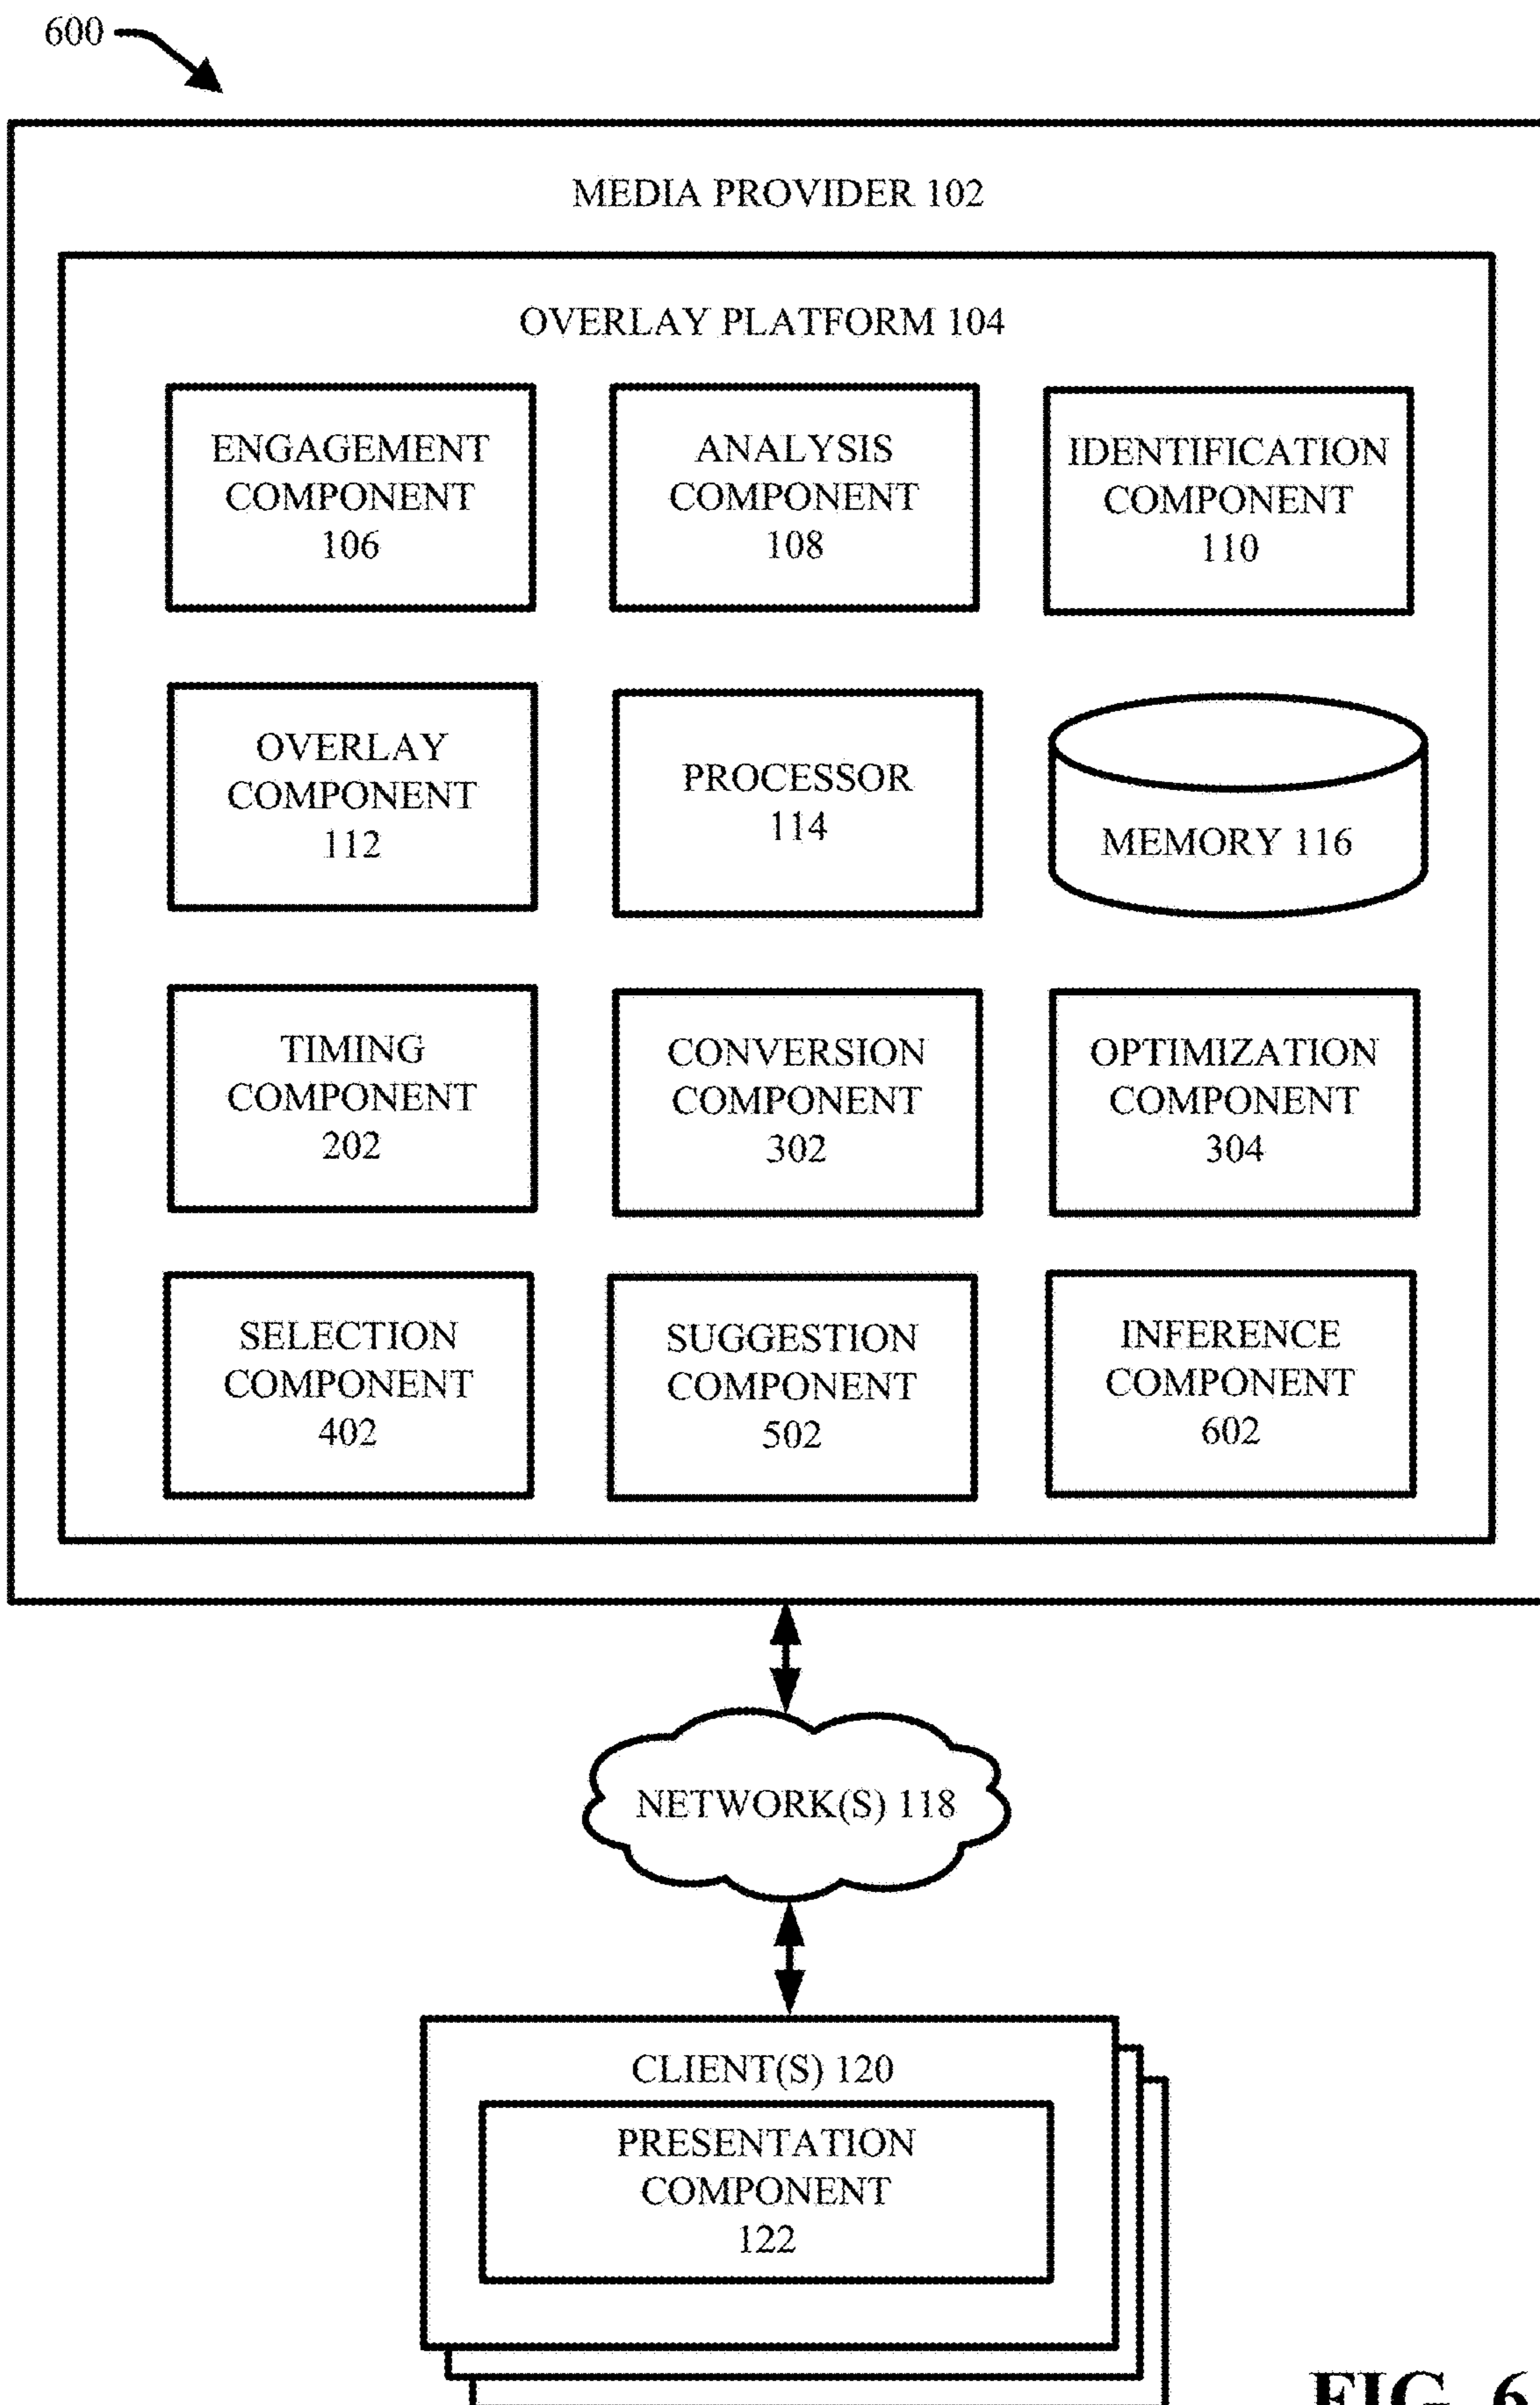 600
MEDIA PROVIDER 102
OVERLAY PLATFORM 104
ENGAGEMENT
COMPONENT
106
ANALYSIS
COMPONENT
108
IDENTIFICATION
COMPONENT
110
OVERLAY
COMPONENT
112
PROCESSOR
114
MEMORY 116
TIMING
COMPONENT
202
CONVERSION
COMPONENT
302
OPTIMIZATION
COMPONENT
304
SELECTION
COMPONENT
402
SUGGESTION
COMPONENT
502
INFERENCE
COMPONENT
602
NETWORK(S) 118
CLIENT(S) 120
PRESENTATION
COMPONENT
122
FIG. 6